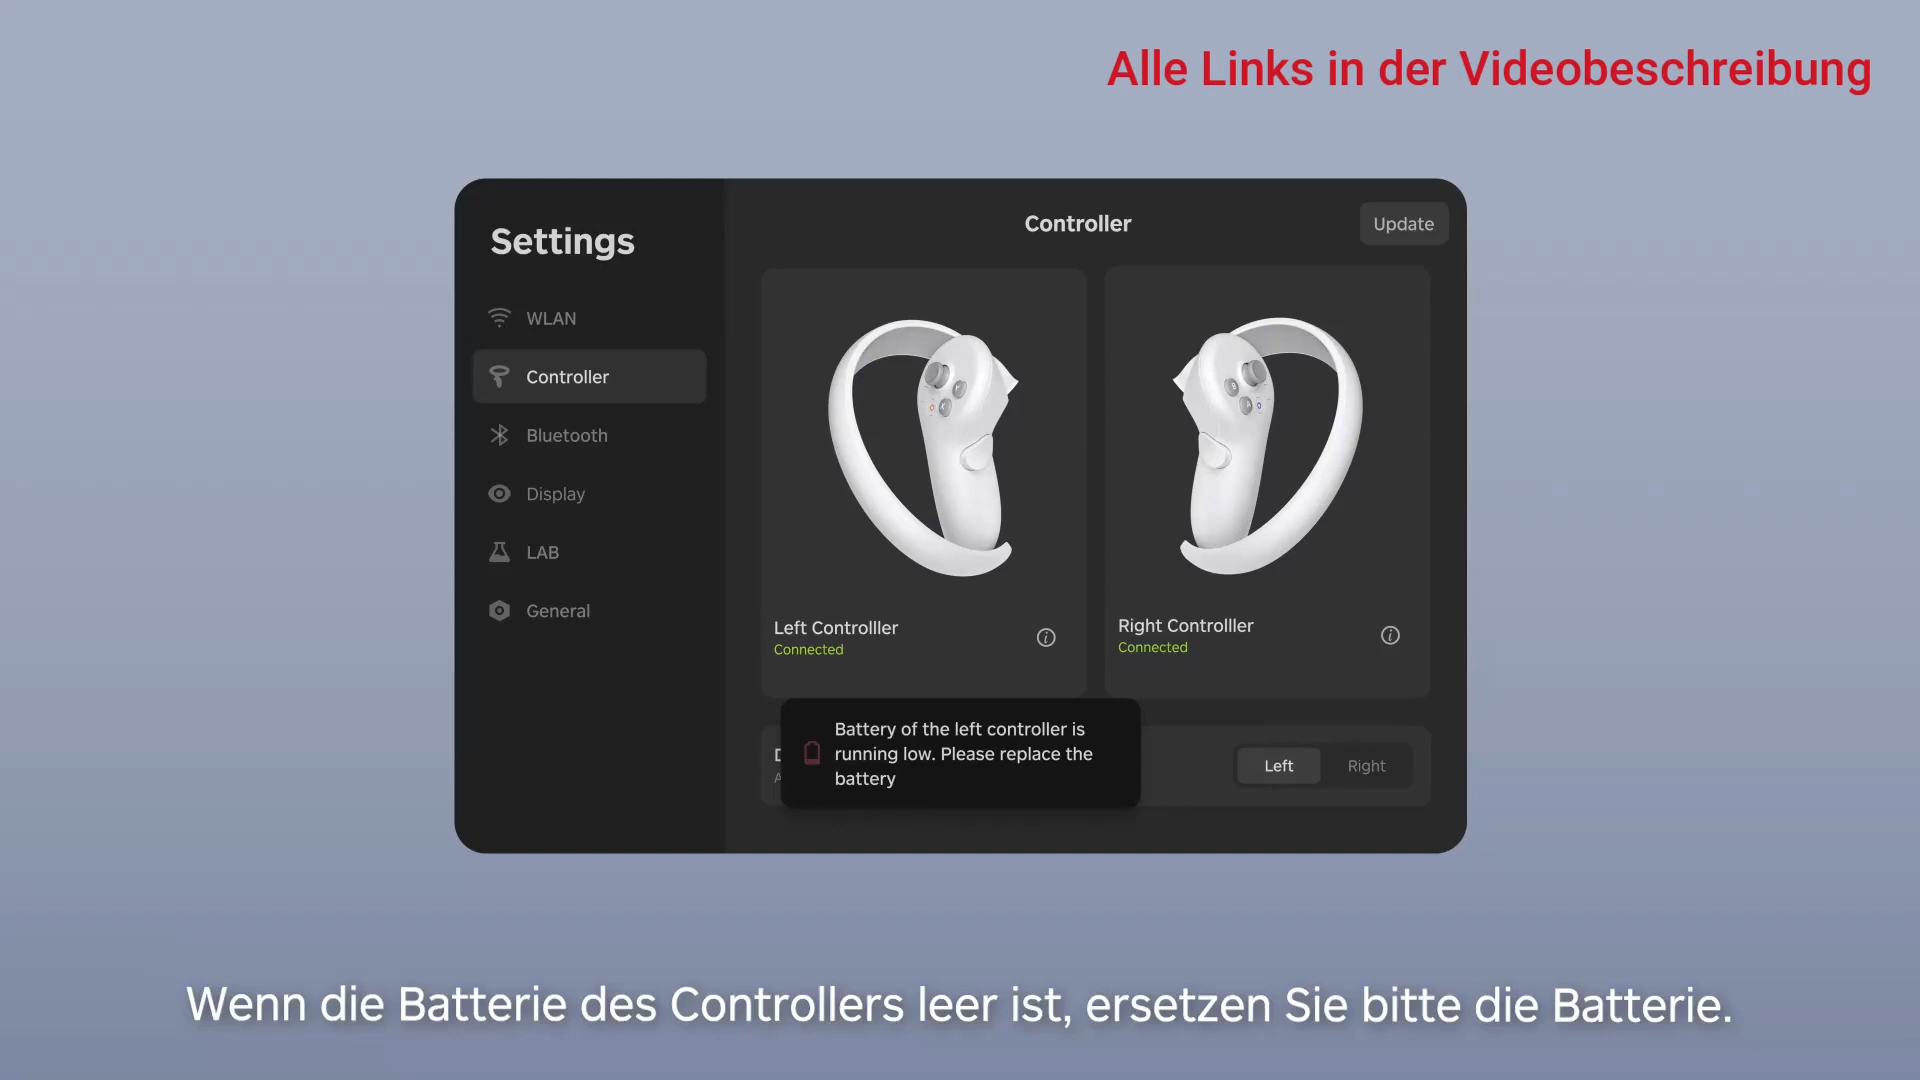 Alle Links in der Videobeschreibung
Settings
WLAN
Controller
Bluetooth
Display
LAB
General
Controller
Update
Left Controlller
Connected
Right Controlller
Connected
Battery of the left controller is
running low. Please replace the
battery
Left
Right
Wenn die Batterie des Controllers leer ist, ersetzen Sie bitte die Batterie.